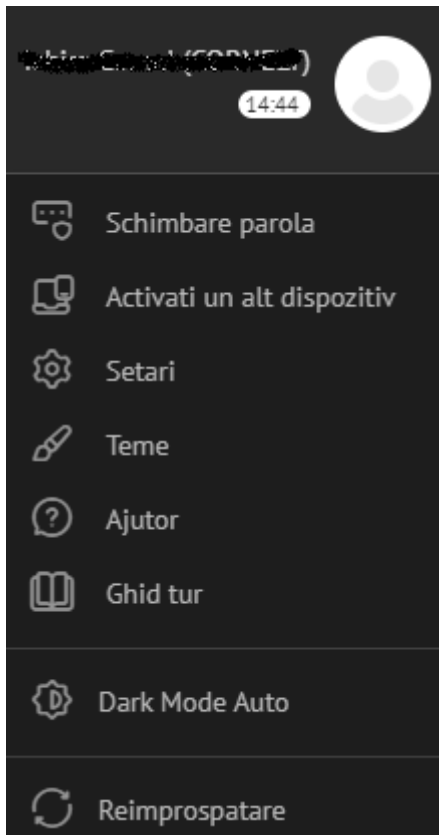 14:44
Schimbare parola
Activati un alt dispozitiv
Setari
Teme
Ajutor
Ghid tur
Dark Mode Auto
Reimprospatare